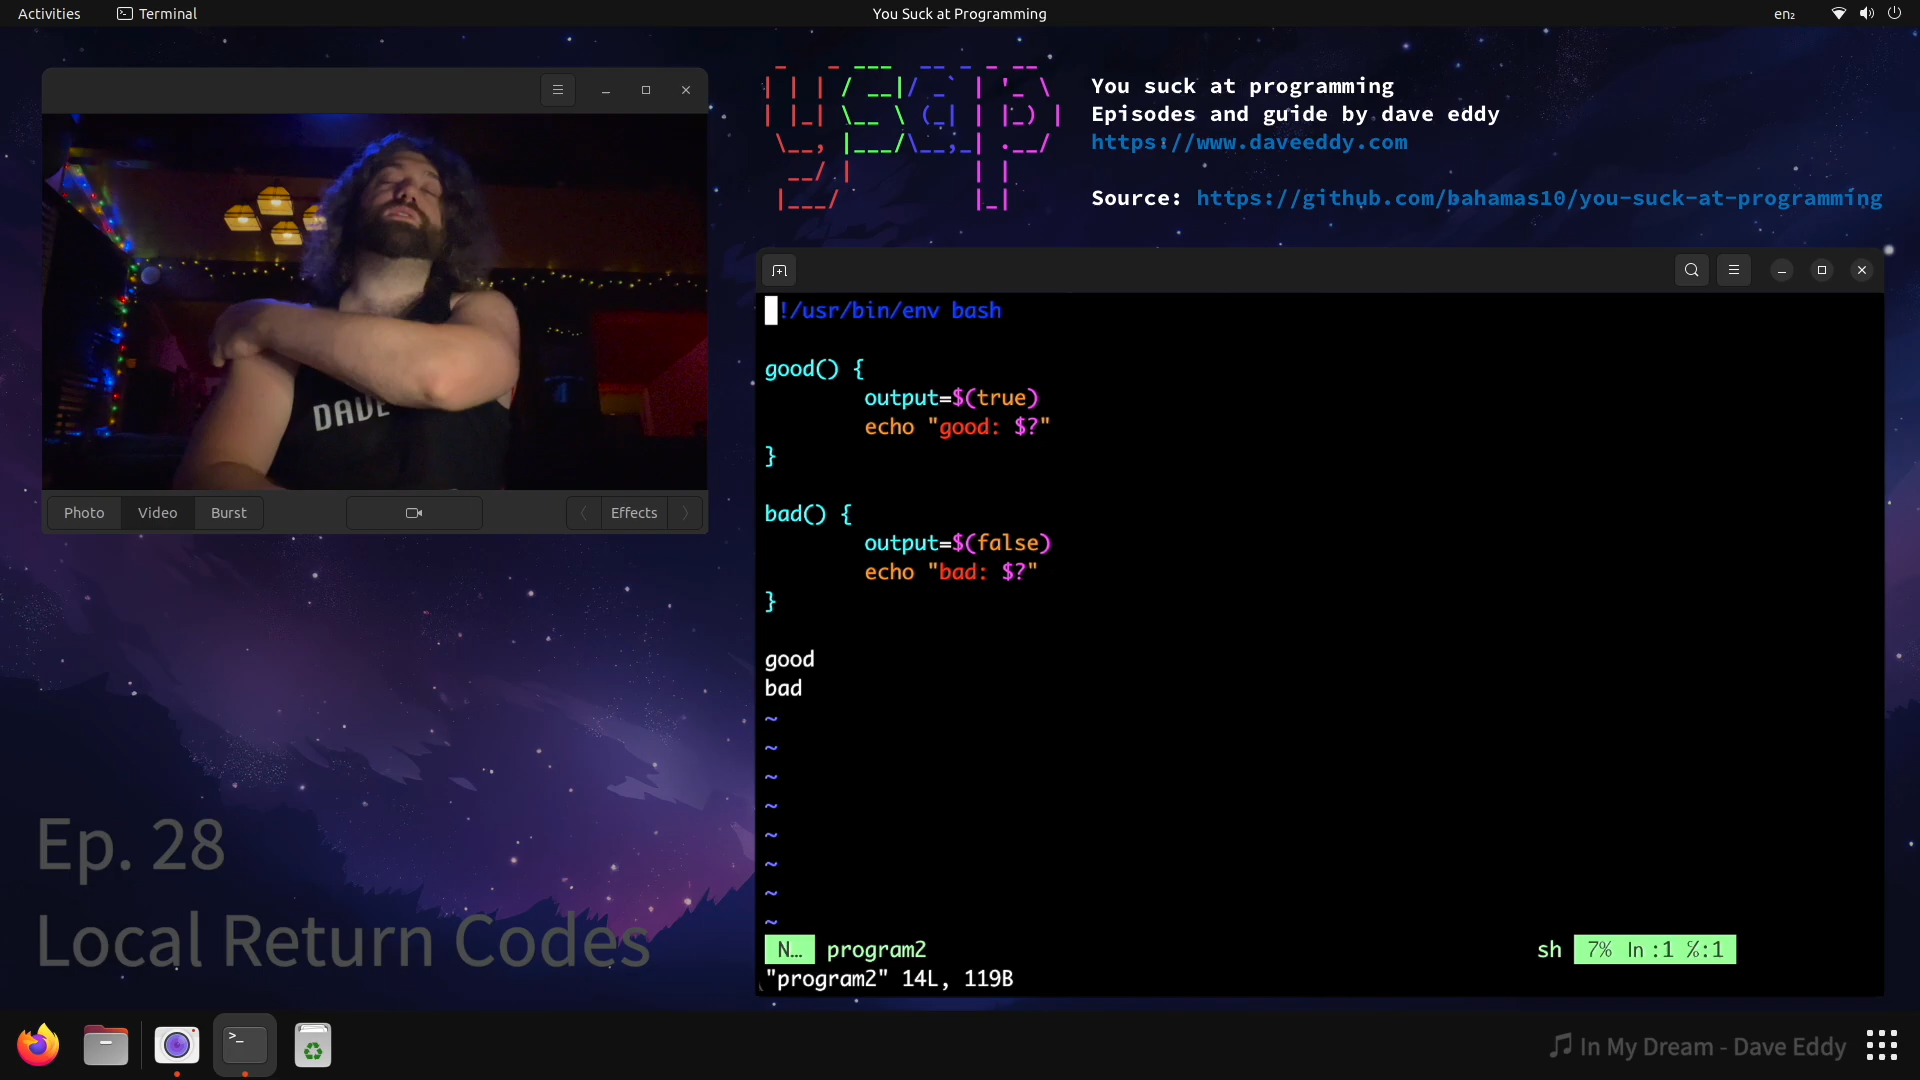 Activities
Terminal
You Suck at Programming
en₂
You suck at programming
Episodes and guide by dave eddy
https://www.daveeddy.com
Source: https://github.com/bahamas10/you-suck-at-programming
DAVE
Photo
Video
Burst
Effects
!/usr/bin/env bash
good() {
output=$(true)
echo "good: $?"
}
bad() {
output=$(false)
echo "bad: $?"
}
good
bad
~
~
~
~
~
~
~
~
N… program2
sh 7% ln :1 ℅:1
"program2" 14L, 119B
Ep. 28
Local Return Codes
In My Dream - Dave Eddy